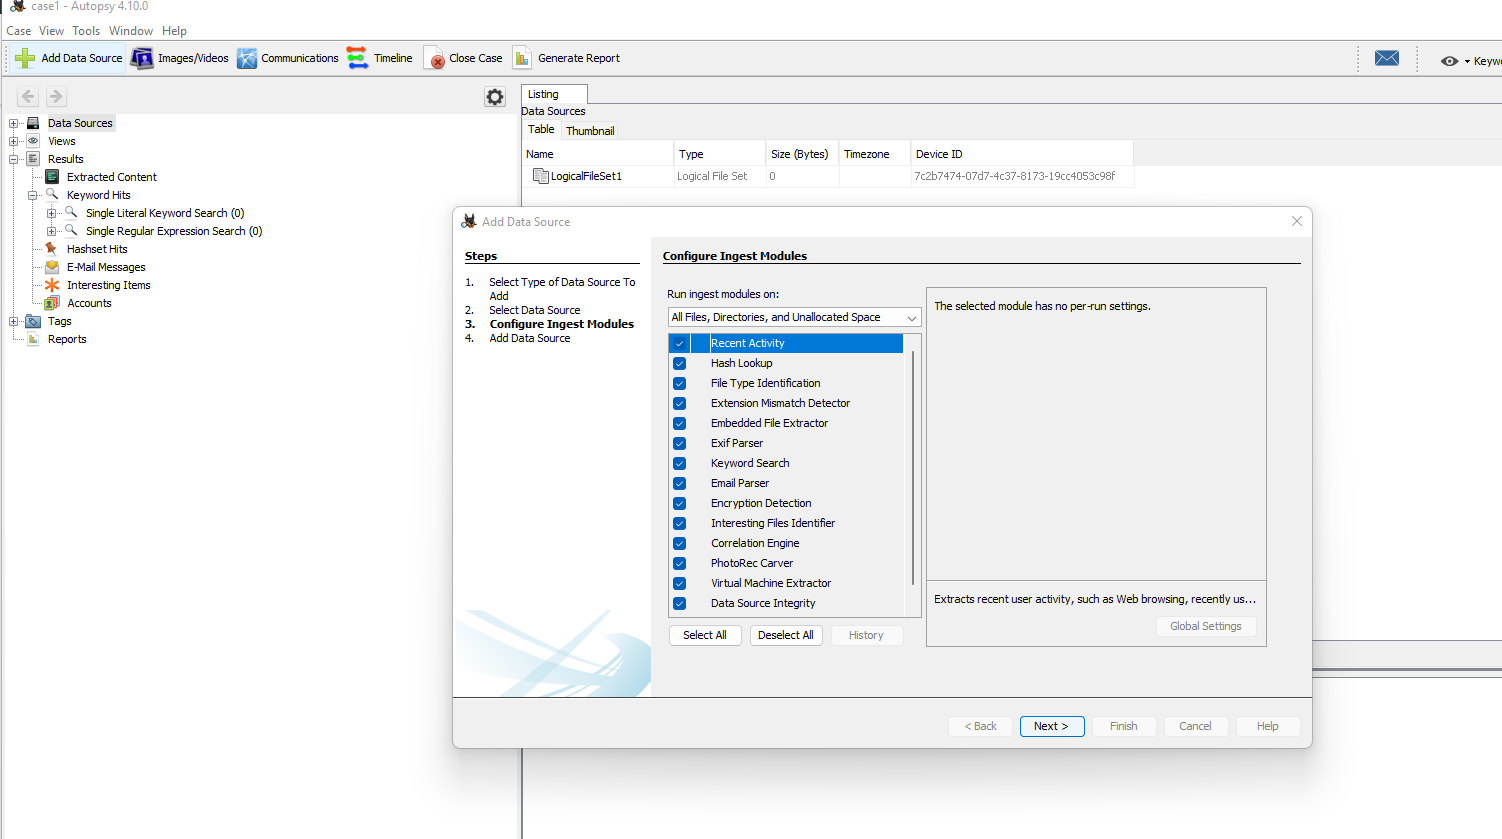 case1 - Autopsy 4.10.0
Case View Tools Window Help
Add Data Source Images/Videos Communications Timeline Close Case Generate Report
Listing
Data Sources
Table Thumbnail
Name Type Size (Bytes) Timezone Device ID
LogicalFileSet1 Logical File Set 0 7c2b7474-07d7-4c37-8173-19cc4053c98f
Data Sources
Views
Results
Extracted Content
Keyword Hits
Single Literal Keyword Search (0)
Single Regular Expression Search (0)
Hashset Hits
E-Mail Messages
Interesting Items
Accounts
Tags
Reports
Add Data Source
Steps
1. Select Type of Data Source To
Add
2. Select Data Source
3. Configure Ingest Modules
4. Add Data Source
Configure Ingest Modules
Run ingest modules on:
All Files, Directories, and Unallocated Space
Recent Activity
Hash Lookup
File Type Identification
Extension Mismatch Detector
Embedded File Extractor
Exif Parser
Keyword Search
Email Parser
Encryption Detection
Interesting Files Identifier
Correlation Engine
PhotoRec Carver
Virtual Machine Extractor
Data Source Integrity
Select All Deselect All History
The selected module has no per-run settings.
Extracts recent user activity, such as Web browsing, recently us...
Global Settings
< Back Next > Finish Cancel Help